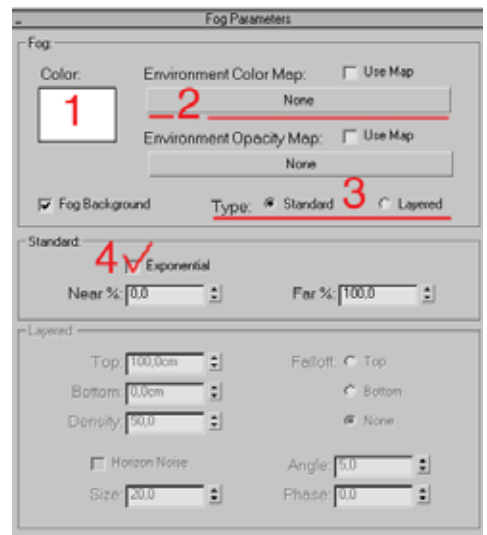 Fog Parameters
Fog:
Color: Environment Color Map: Use Map
1 2 None
Environment Opacity Map: Use Map
None
Fog Background Type: Standard 3 Layered
Standard:
4 Exponential
Near %: 0,0 Far %: 100,0
Layered:
Top: 100,0cm Falloff: Top
Bottom: 0,0cm Bottom
Density: 50,0 None
Horizon Noise Angle: 5,0
Size: 20,0 Phase: 0,0